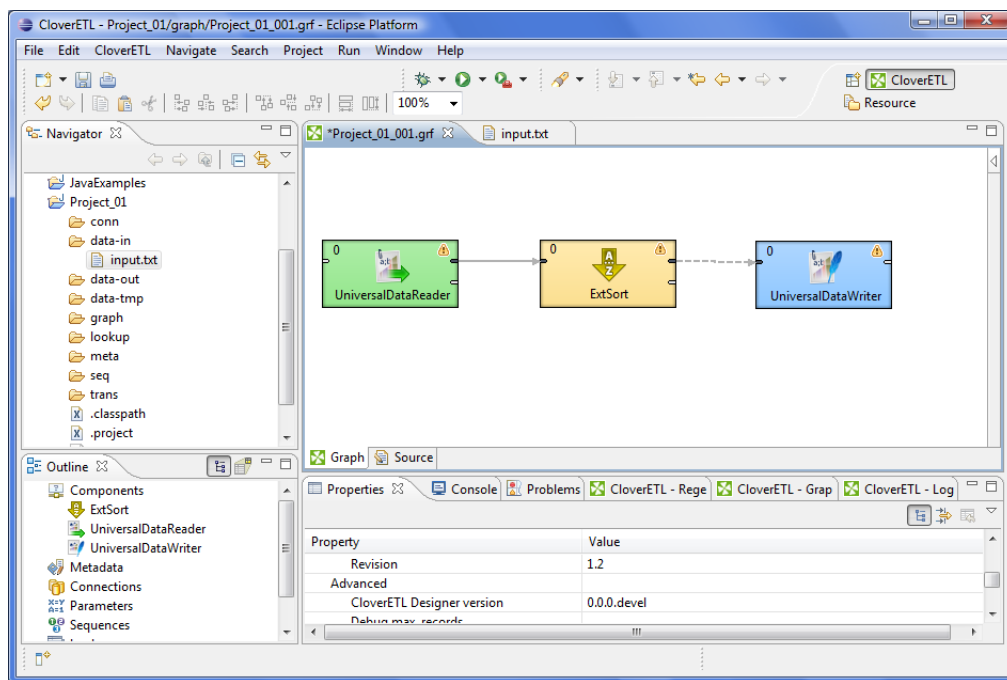 CloverETL - Project_01/graph/Project_01_001.grf - Eclipse Platform
File Edit CloverETL Navigate Search Project Run Window Help
CloverETL
100%
Resource
Navigator
*Project_01_001.grf
input.txt
JavaExamples
Project_01
conn
data-in
input.txt
data-out
data-tmp
graph
lookup
meta
seq
trans
.classpath
.project
0
UniversalDataReader
0
ExtSort
0
UniversalDataWriter
Graph
Source
Outline
Components
ExtSort
UniversalDataReader
UniversalDataWriter
Metadata
Connections
Parameters
Sequences
Properties
Console
Problems
CloverETL - Rege
CloverETL - Grap
CloverETL - Log
Property Value
Revision 1.2
Advanced
CloverETL Designer version 0.0.0.devel
Debug max. records